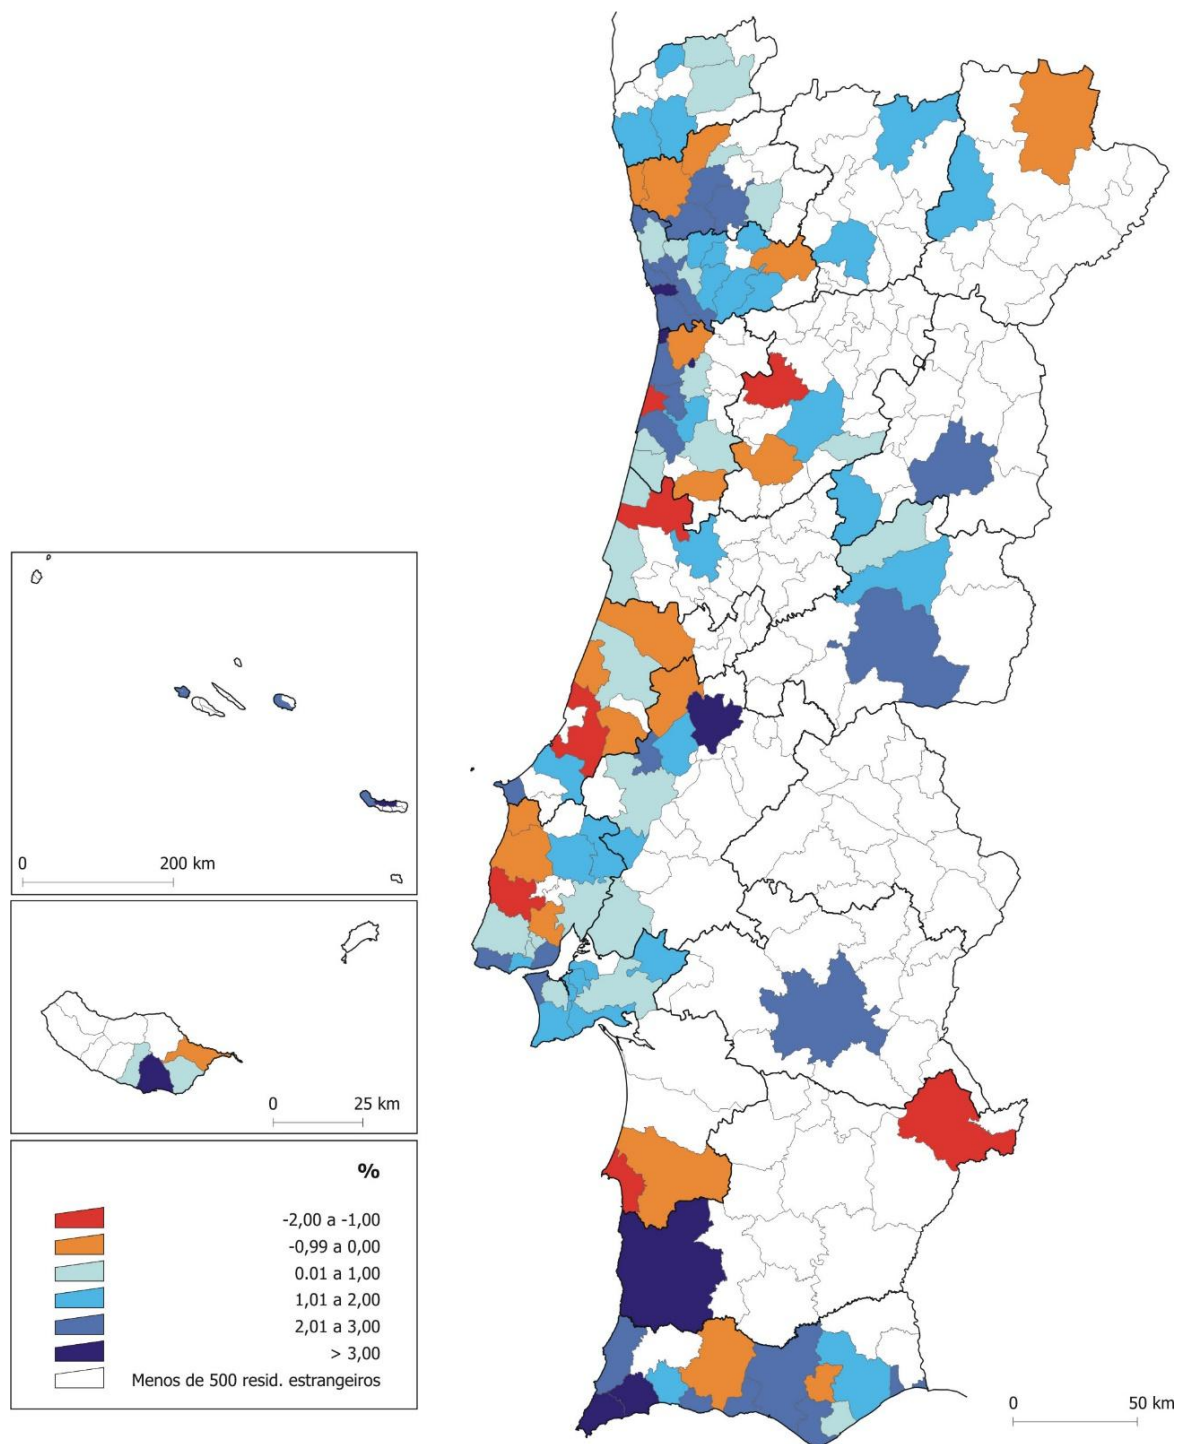 0
200 km
0
25 km
%
-2,00 a -1,00
-0,99 a 0,00
0.01 a 1,00
1,01 a 2,00
2,01 a 3,00
> 3,00
Menos de 500 resid. estrangeiros
0
50 km